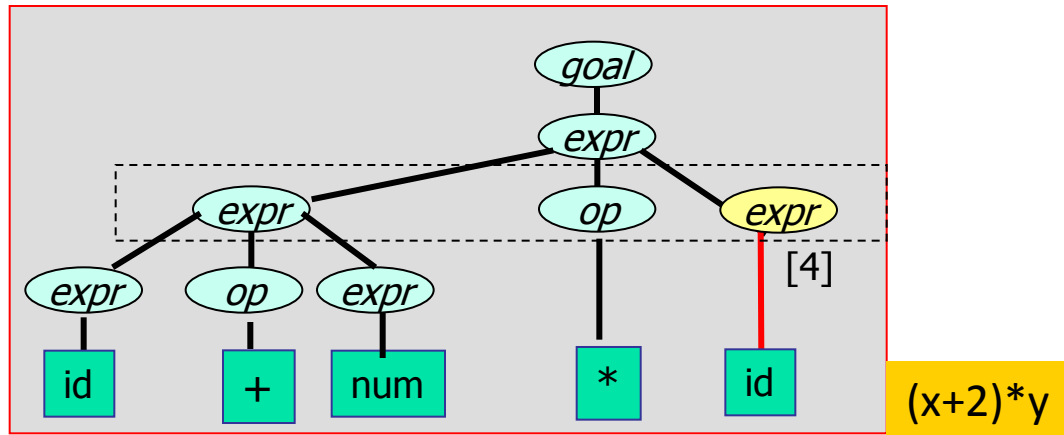 goal
expr
expr op expr
[4]
expr op expr
id + num * id
(x+2)*y